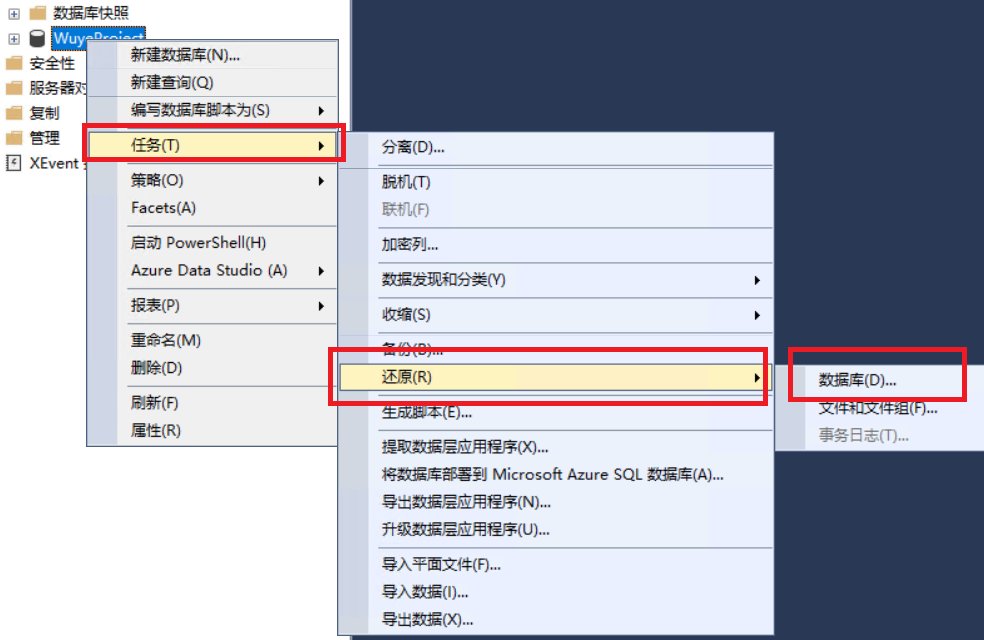 数据库快照
WuyeProject
安全性
服务器对
复制
管理
XEvent
新建数据库(N)...
新建查询(Q)
编写数据库脚本为(S)
任务(T)
策略(O)
Facets(A)
启动 PowerShell(H)
Azure Data Studio (A)
报表(P)
重命名(M)
删除(D)
刷新(F)
属性(R)
分离(D)...
脱机(T)
联机(F)
加密列...
数据发现和分类(Y)
收缩(S)
备份(B)...
还原(R)
生成脚本(E)...
提取数据层应用程序(X)...
将数据库部署到 Microsoft Azure SQL 数据库(A)...
导出数据层应用程序(N)...
升级数据层应用程序(U)...
导入平面文件(F)...
导入数据(I)...
导出数据(X)...
数据库(D)...
文件和文件组(F)...
事务日志(T)...